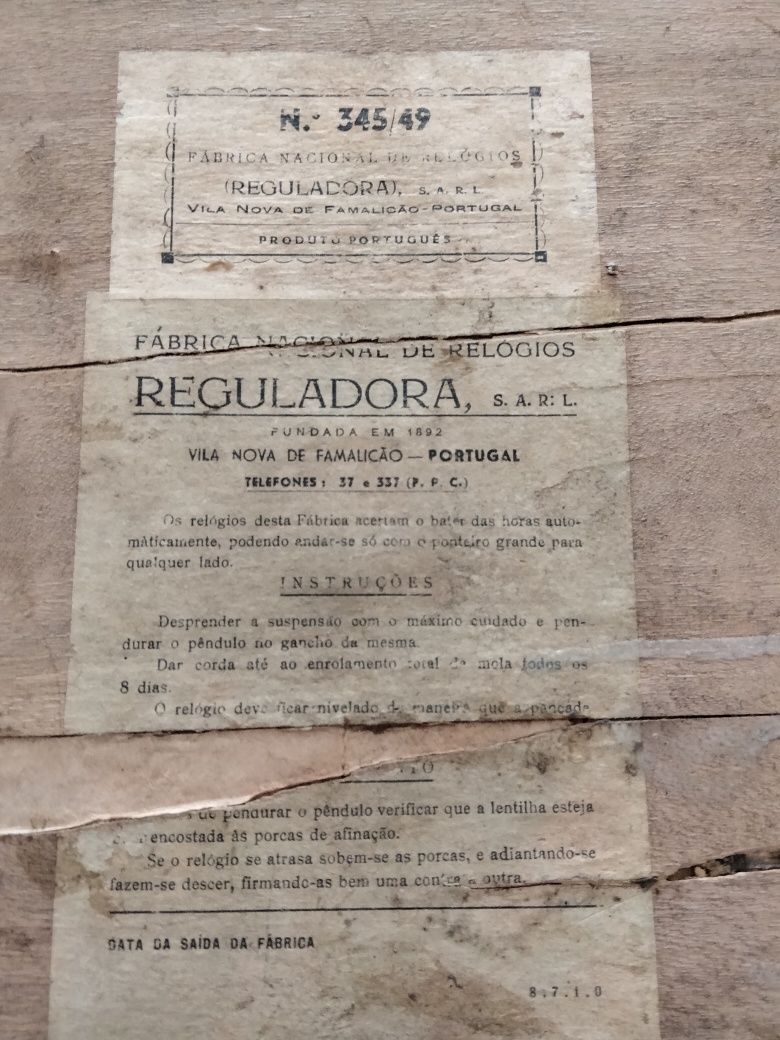 N.º 345/49
FÁBRICA NACIONAL DE RELÓGIOS
(REGULADORA), S. A. R. L.
VILA NOVA DE FAMALICÃO-PORTUGAL
PRODUTO PORTUGUÊS
FÁBRICA NACIONAL DE RELÓGIOS
REGULADORA, S. A. R. L.
FUNDADA EM 1892
VILA NOVA DE FAMALICÃO — PORTUGAL
TELEFONES: 37 e 337 (P. P. C.)
Os relógios desta Fábrica acertam o bater das horas auto-
màticamente, podendo andar-se só com o ponteiro grande para
qualquer lado.
INSTRUÇÕES
Desprender a suspensão com o máximo cuidado e pen-
durar o pêndulo no gancho da mesma.
Dar corda até ao enrolamento total da mola todos os
8 dias.
O relógio deve ficar nivelado de maneira que a pancada
de pendurar o pêndulo verificar que a lentilha esteja
encostada às porcas de afinação.
Se o relógio se atrasa sobem-se as porcas, e adiantando-se
fazem-se descer, firmando-as bem uma contra a outra.
DATA DA SAÍDA DA FÁBRICA
8.7.1.0